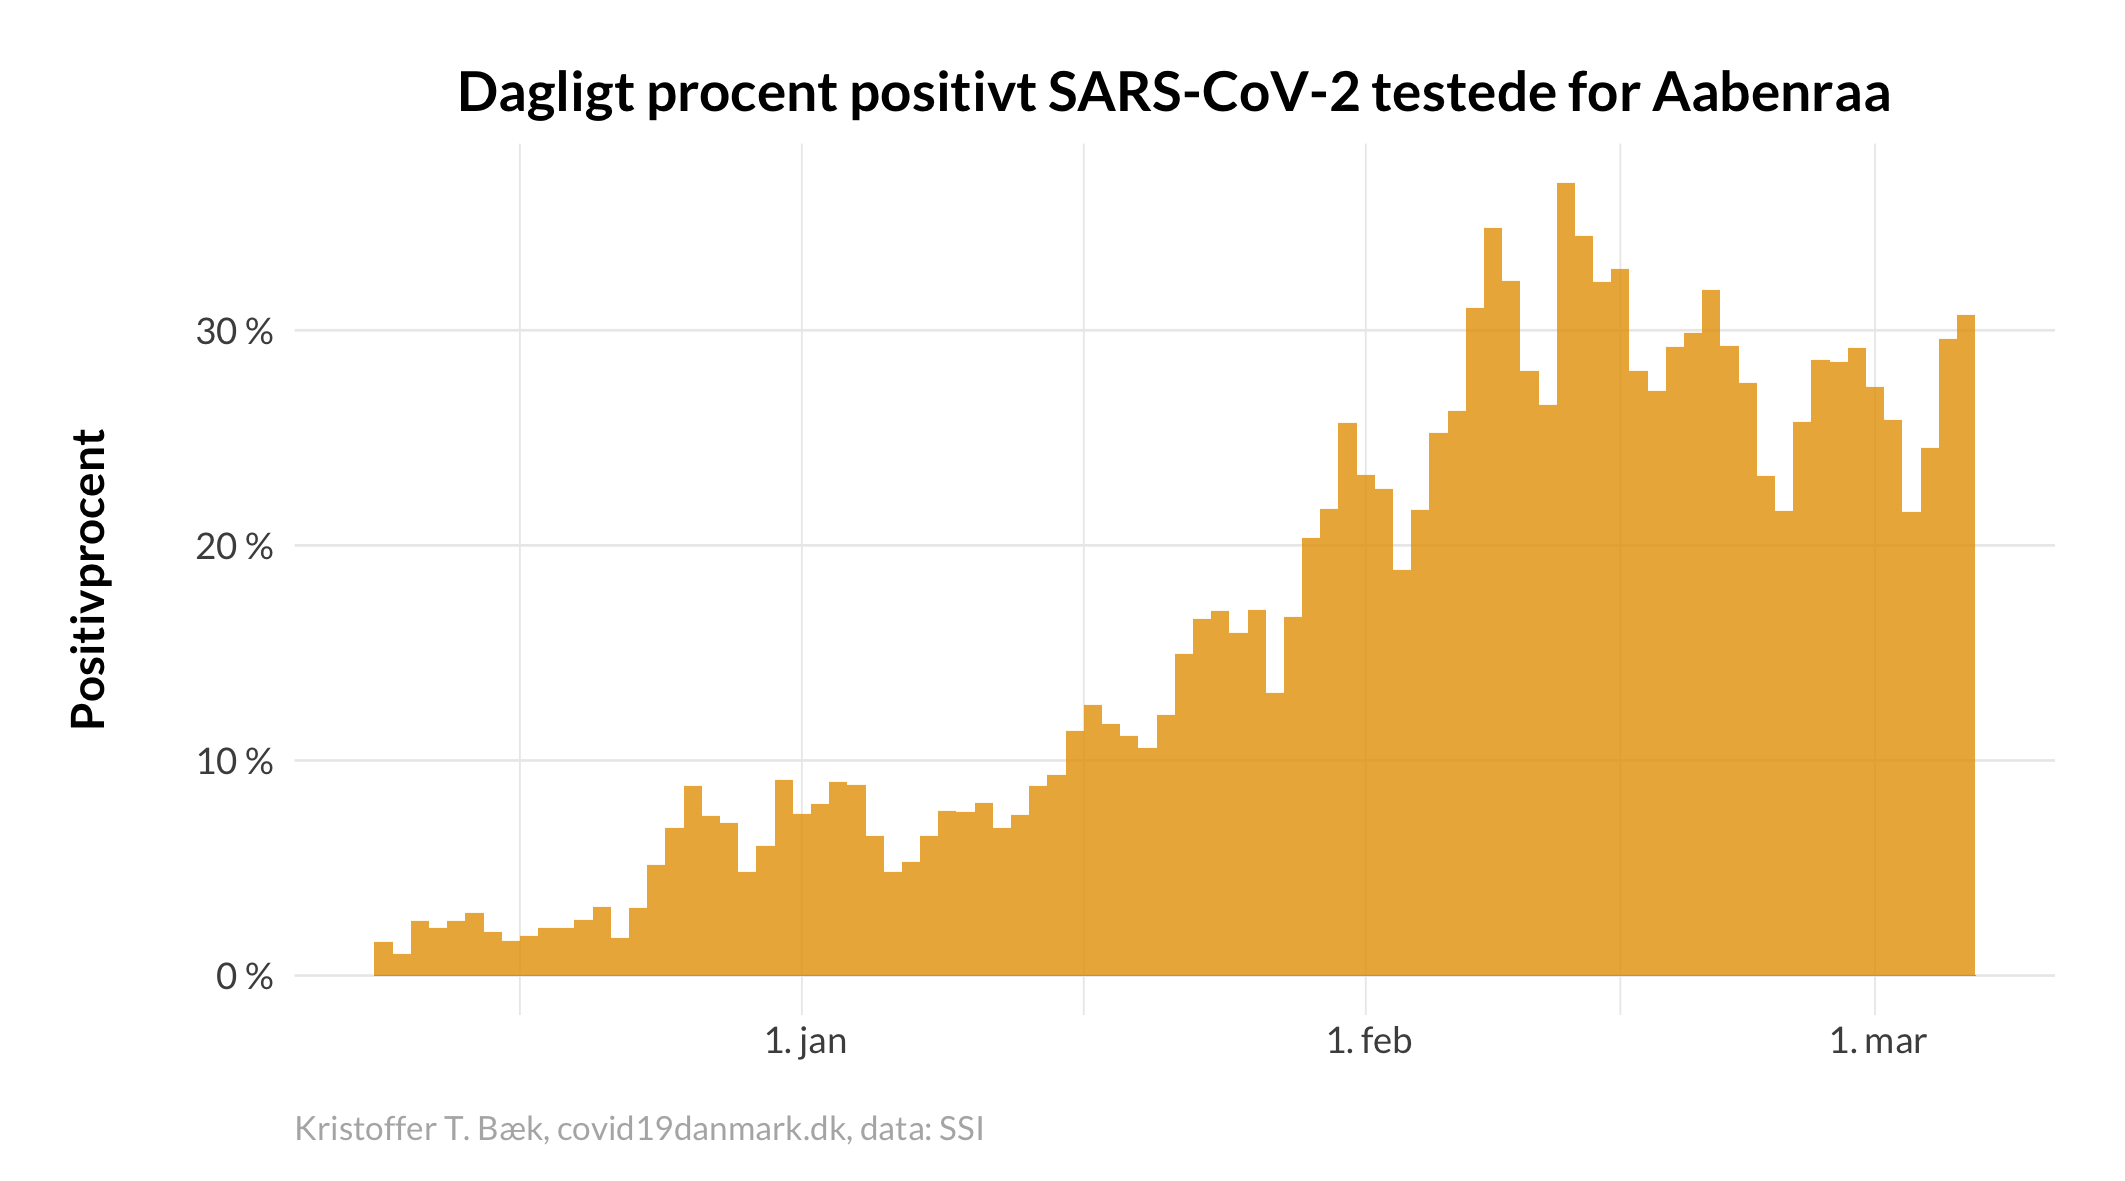 Dagligt procent positivt SARS-CoV-2 testede for Aabenraa
Positivprocent
30 %
20 %
10 %
0 %
1. jan
1. feb
1. mar
Kristoffer T. Bæk, covid19danmark.dk, data: SSI